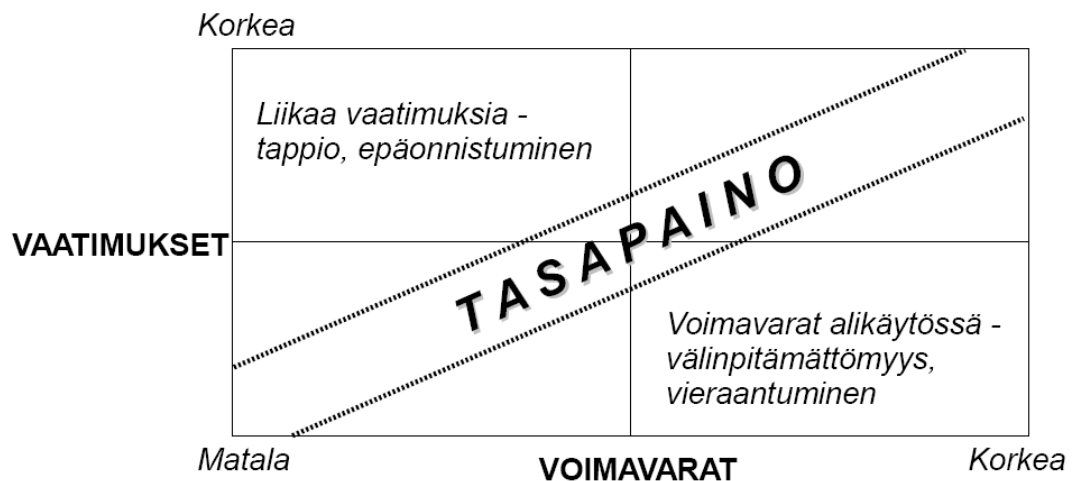 Korkea
Liikaa vaatimuksia -
tappio, epäonnistuminen
TASAPAINO
VAATIMUKSET
Voimavarat alikäytössä -
välinpitämättömyys,
vieraantuminen
Matala
VOIMAVARAT
Korkea